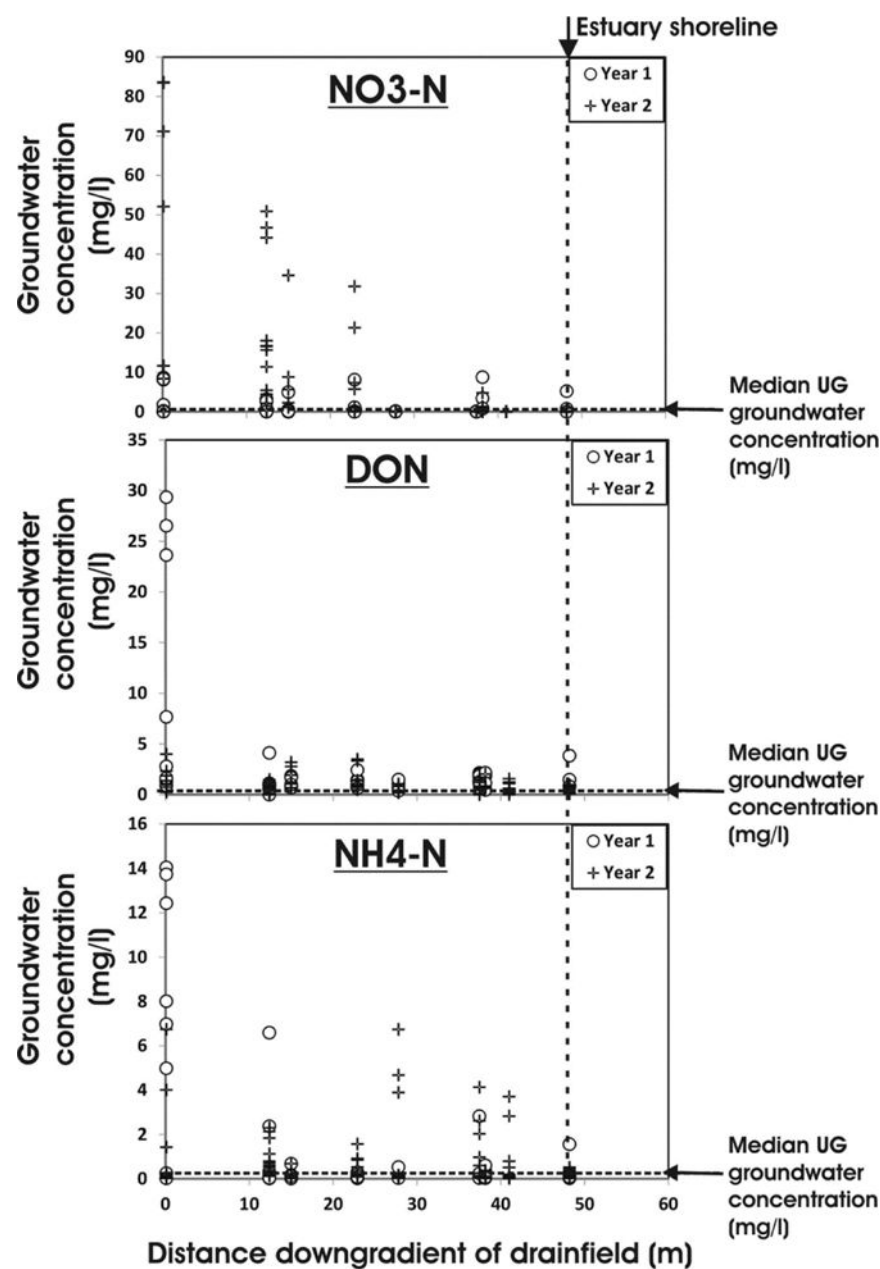 Estuary shoreline
NO3-N
Year 1
Year 2
Groundwater
concentration
(mg/l)
90
80
70
60
50
40
30
20
10
0
Median UG
groundwater
concentration
(mg/l)
DON
Year 1
Year 2
Groundwater
concentration
(mg/l)
35
30
25
20
15
10
5
0
Median UG
groundwater
concentration
(mg/l)
NH4-N
Year 1
Year 2
Groundwater
concentration
(mg/l)
16
14
12
10
8
6
4
2
0
Median UG
groundwater
concentration
(mg/l)
0 10 20 30 40 50 60
Distance downgradient of drainfield (m)